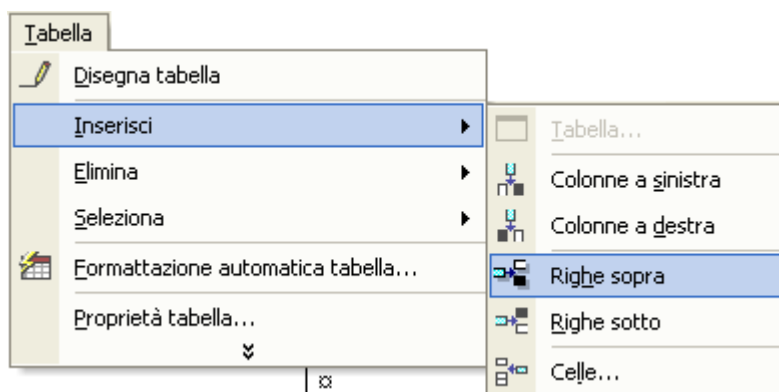 Tabella
Disegna tabella
Inserisci
Elimina
Seleziona
Formattazione automatica tabella...
Proprietà tabella...
Tabella...
Colonne a sinistra
Colonne a destra
Righe sopra
Righe sotto
Celle...
¤